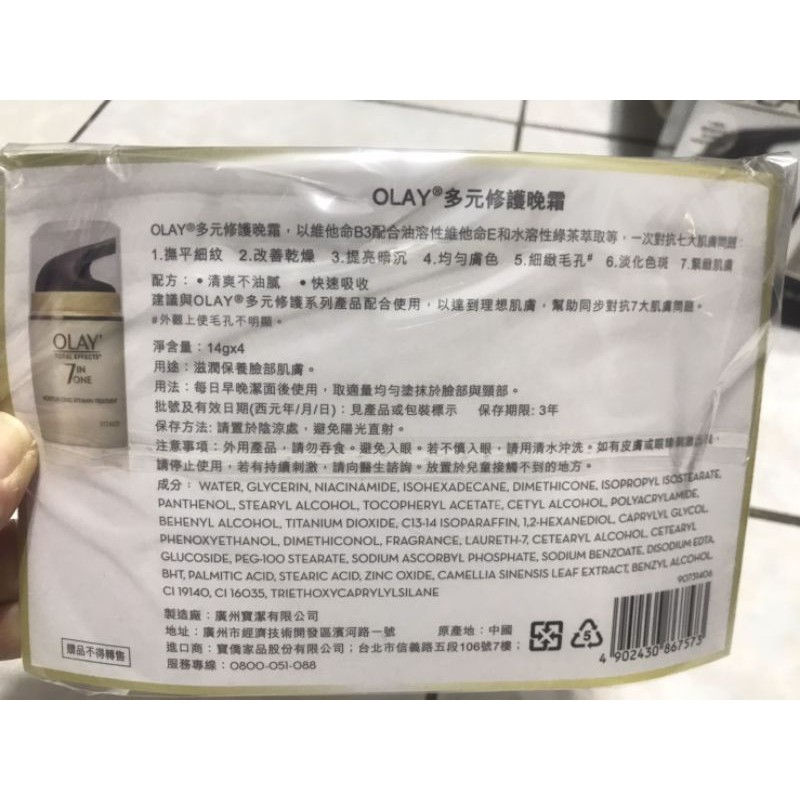 OLAY®多元修護晚霜
OLAY®多元修護晚霜，以維他命B3配合油溶性維他命E和水溶性綠茶萃取等，一次對抗七大肌膚問題
1.撫平細紋 2.改善乾燥 3.提亮暗沉 4.均勻膚色 5.細緻毛孔# 6.淡化色斑 7.緊緻肌膚
配方：•清爽不油膩 •快速吸收
建議與OLAY®多元修護系列產品配合使用，以達到理想肌膚，幫助同步對抗7大肌膚問題。
#外觀上使毛孔不明顯。
淨含量：14gx4
用途：滋潤保養臉部肌膚。
用法：每日早晚潔面後使用，取適量均勻塗抹於臉部與頸部。
批號及有效日期(西元年/月/日)：見產品或包裝標示 保存期限：3年
保存方法：請置於陰涼處，避免陽光直射。
注意事項：外用產品，請勿吞食。避免入眼。若不慎入眼，請用清水沖洗。如有皮膚或眼睛刺激出現，
請停止使用，若有持續刺激，請向醫生諮詢。放置於兒童接觸不到的地方。
成分：WATER, GLYCERIN, NIACINAMIDE, ISOHEXADECANE, DIMETHICONE, ISOPROPYL ISOSTEARATE,
PANTHENOL, STEARYL ALCOHOL, TOCOPHERYL ACETATE, CETYL ALCOHOL, POLYACRYLAMIDE,
BEHENYL ALCOHOL, TITANIUM DIOXIDE, C13-14 ISOPARAFFIN, 1,2-HEXANEDIOL, CAPRYLYL GLYCOL,
PHENOXYETHANOL, DIMETHICONOL, FRAGRANCE, LAURETH-7, CETEARYL ALCOHOL, CETEARYL
GLUCOSIDE, PEG-100 STEARATE, SODIUM ASCORBYL PHOSPHATE, SODIUM BENZOATE, DISODIUM EDTA,
BHT, PALMITIC ACID, STEARIC ACID, ZINC OXIDE, CAMELLIA SINENSIS LEAF EXTRACT, BENZYL ALCOHOL,
CI 19140, CI 16035, TRIETHOXYCAPRYLYLSILANE
90751406
製造廠：廣州寶潔有限公司
地址：廣州市經濟技術開發區濱河路一號 原產地：中國
進口商：寶僑家品股份有限公司；台北市信義路五段106號7樓；
服務專線：0800-051-088
贈品不得轉售
5
4 902430 867573
OLAY
TOTAL EFFECTS
7 IN ONE